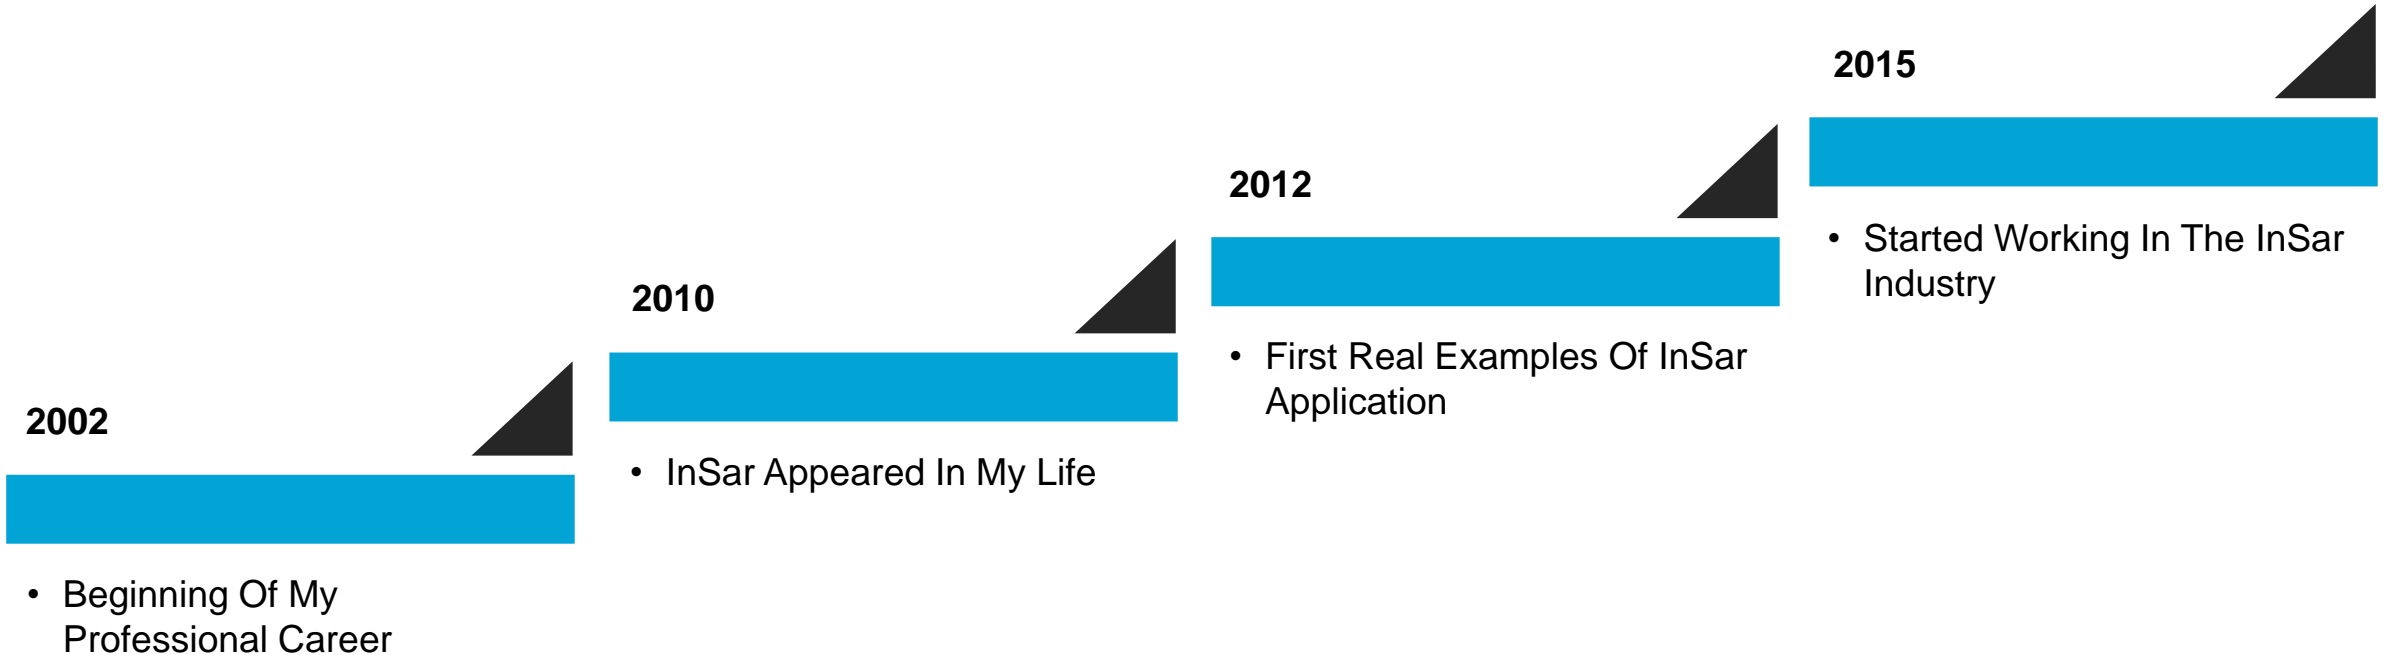 2002
• Beginning Of My
Professional Career
2010
• InSar Appeared In My Life
2012
• First Real Examples Of InSar
Application
2015
• Started Working In The InSar
Industry